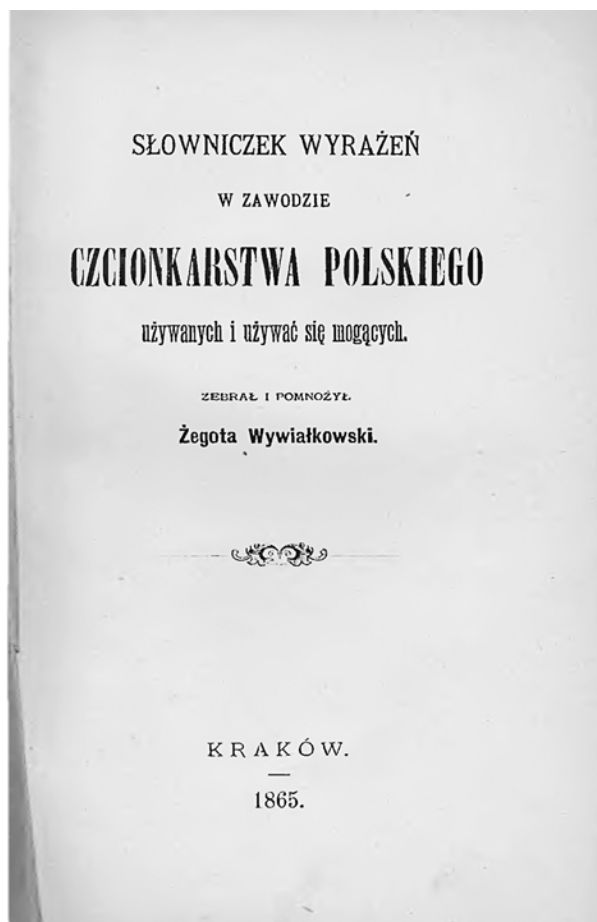 SŁOWNICZEK WYRAŻEŃ
W ZAWODZIE
CZCIONKARSTWA POLSKIEGO
używanych i używać się mogących.
ZEBRAŁ I POMNOŻYŁ.
Żegota Wywiałkowski.
KRAKÓW.
1865.